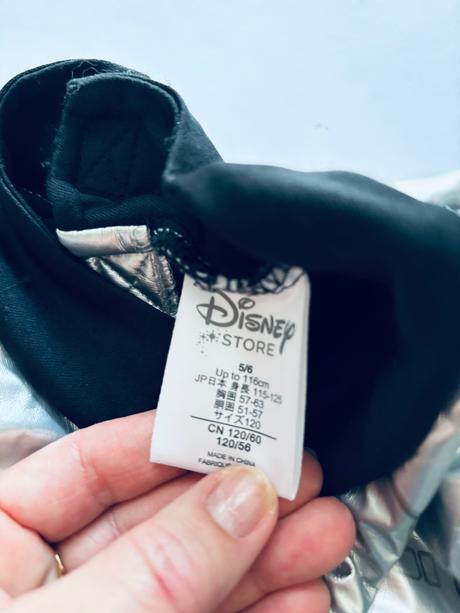 Disney
STORE
5/6
Up to 116cm
JP日本 身長 115-125
胸囲 57-63
胴囲 51-57
サイズ120
CN 120/60
120/56
MADE IN CHINA